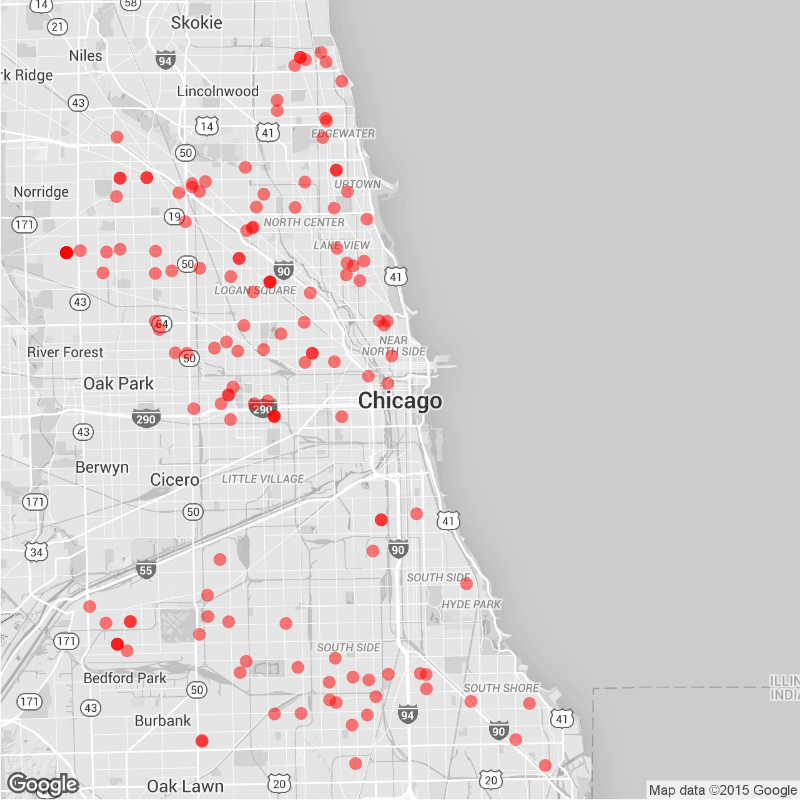 14
58
Skokie
21
Niles
94
rk Ridge
Lincolnwood
43
14
41
EDGEWATER
50
Norridge
UPTOWN
171
19
NORTH CENTER
LAKE VIEW
50
90
41
LOGAN SQUARE
43
64
NEAR
NORTH SIDE
River Forest
50
Oak Park
290
Chicago
290
43
Berwyn
Cicero
LITTLE VILLAGE
171
50
41
34
90
55
SOUTH SIDE
HYDE PARK
171
SOUTH SIDE
Bedford Park
50
SOUTH SHORE
ILLIN
INDIA
171
43
Burbank
94
41
90
Google
Oak Lawn
20
20
Map data ©2015 Google